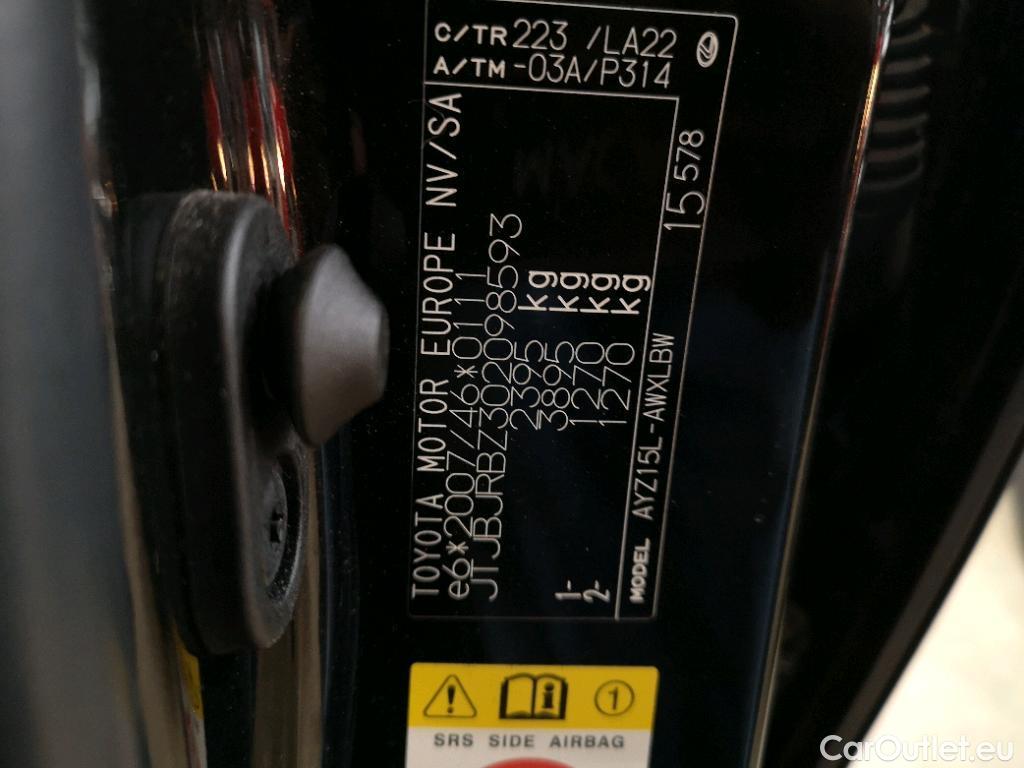 TOYOTA MOTOR EUROPE NV/SA
e6*2007/46*0111
JTJBJRBZ302098593
2395 kg
3895 kg
1- 1270 kg
2- 1270 kg
MODEL AYZ15L-AWXLBW
15578
C/TR 223 /LA22
A/TM -03A/P314
i 1
SRS SIDE AIRBAG
CarOutlet.eu